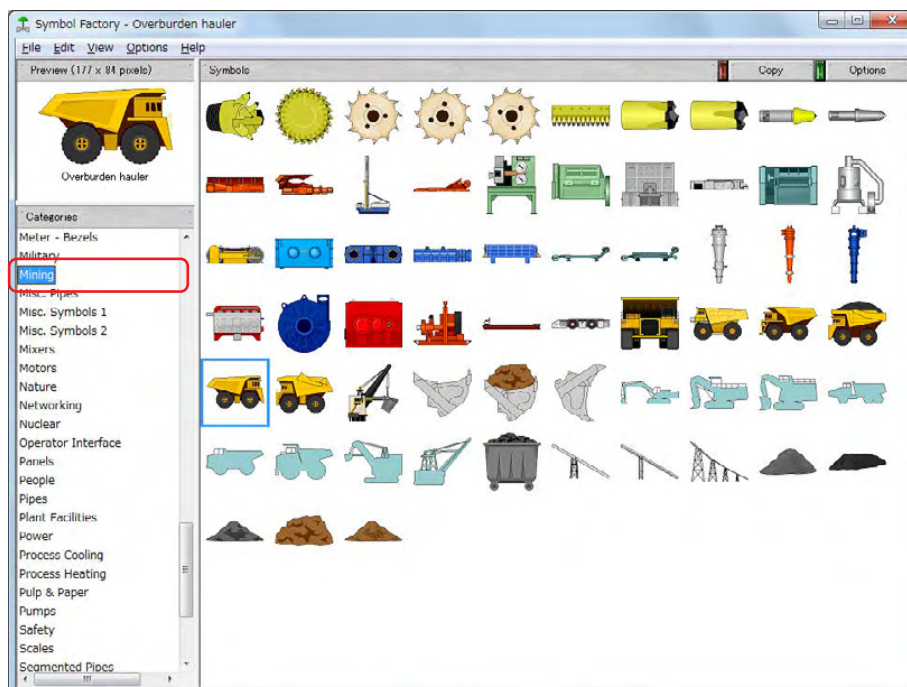 Symbol Factory - Overburden hauler
File Edit View Options Help
Preview (177 x 84 pixels)
Symbols
Copy
Options
Overburden hauler
Categories
Meter - Bezels
Military
Mining
Misc. Pipes
Misc. Symbols 1
Misc. Symbols 2
Mixers
Motors
Nature
Networking
Nuclear
Operator Interface
Panels
People
Pipes
Plant Facilities
Power
Process Cooling
Process Heating
Pulp & Paper
Pumps
Safety
Scales
Segmented Pipes